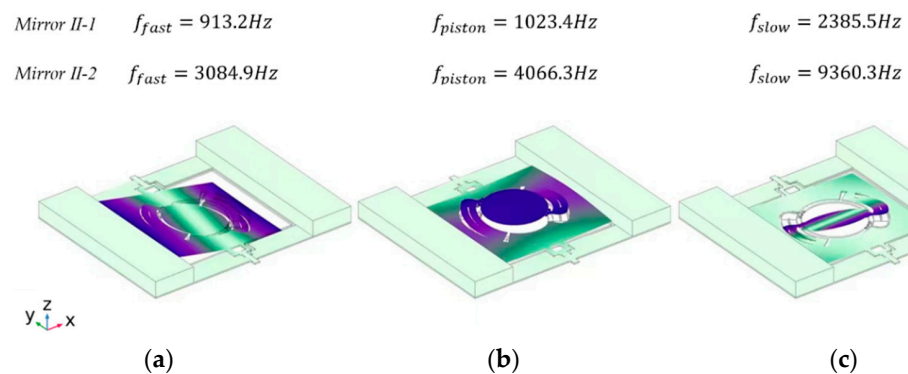 Mirror II-1 f_fast = 913.2Hz f_piston = 1023.4Hz f_slow = 2385.5Hz
Mirror II-2 f_fast = 3084.9Hz f_piston = 4066.3Hz f_slow = 9360.3Hz
z
y x
(a) (b) (c)